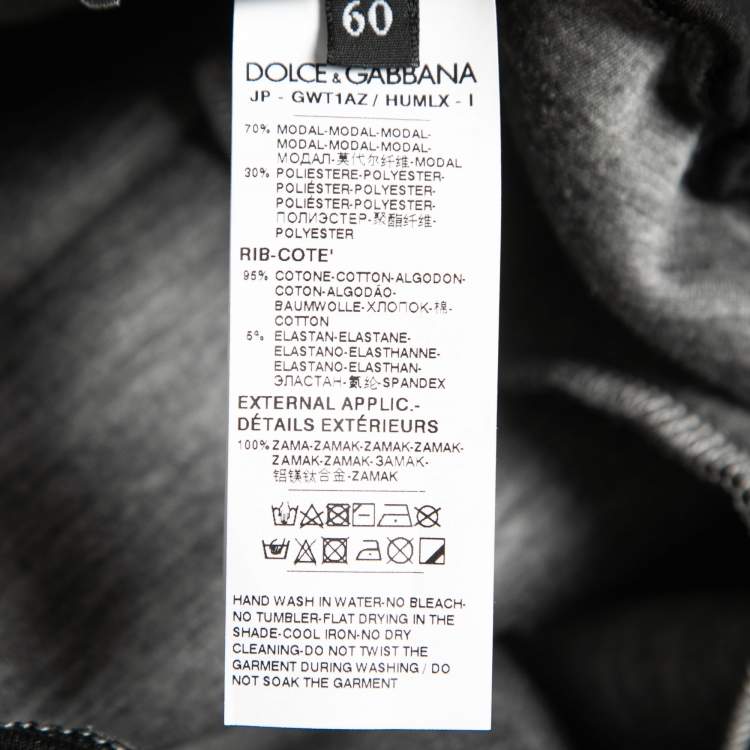 60
DOLCE & GABBANA
JP - GWT1AZ / HUMLX - I
70% MODAL-MODAL-MODAL-
MODAL-MODAL-MODAL-
МОДАЛ-莫代尔纤维-MODAL
30% POLIESTERE-POLYESTER-
POLIÉSTER-POLYESTER-
POLIÉSTER-POLYESTER-
ПОЛИЭСТЕР-聚酯纤维-
POLYESTER
RIB-COTE'
95% COTONE-COTTON-ALGODON-
COTON-ALGODÁO-
BAUMWOLLE-ХЛОПОК-棉-
COTTON
5% ELASTAN-ELASTANE-
ELASTANO-ELASTHANNE-
ELASTANO-ELASTHAN-
ЭЛАСТАН-氨纶-SPANDEX
EXTERNAL APPLIC.-
DÉTAILS EXTÉRIEURS
100% ZAMA-ZAMAK-ZAMAK-ZAMAK-
ZAMAK-ZAMAK-ЗАМАК-
铝镁钛合金-ZAMAK
HAND WASH IN WATER-NO BLEACH-
NO TUMBLER-FLAT DRYING IN THE
SHADE-COOL IRON-NO DRY
CLEANING-DO NOT TWIST THE
GARMENT DURING WASHING / DO
NOT SOAK THE GARMENT